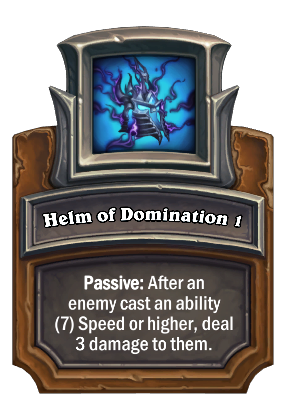 Helm of Domination 1
Passive: After an
enemy cast an ability
(7) Speed or higher, deal
3 damage to them.